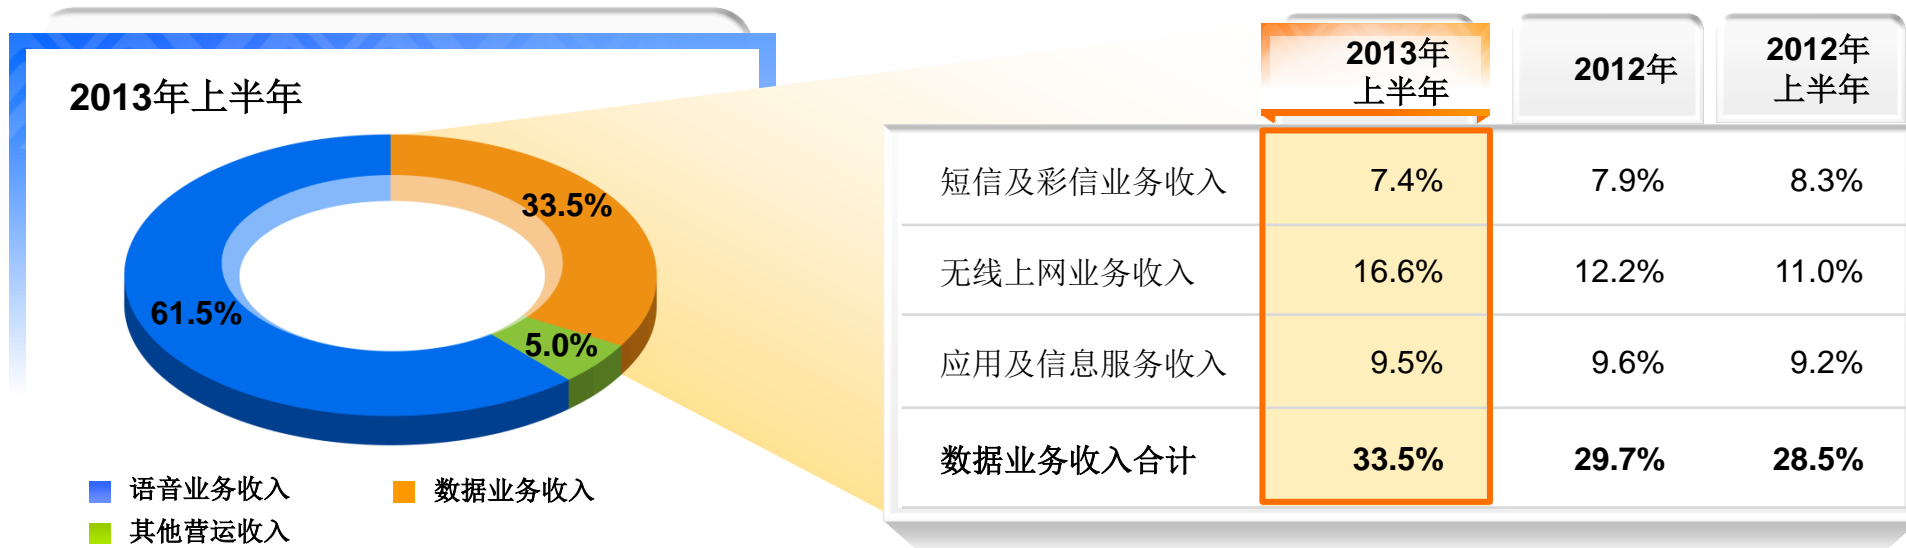 2013年上半年
33.5%
61.5%
5.0%
语音业务收入
数据业务收入
其他营运收入
2013年
上半年
2012年
2012年
上半年
短信及彩信业务收入 7.4% 7.9% 8.3%
无线上网业务收入 16.6% 12.2% 11.0%
应用及信息服务收入 9.5% 9.6% 9.2%
数据业务收入合计 33.5% 29.7% 28.5%